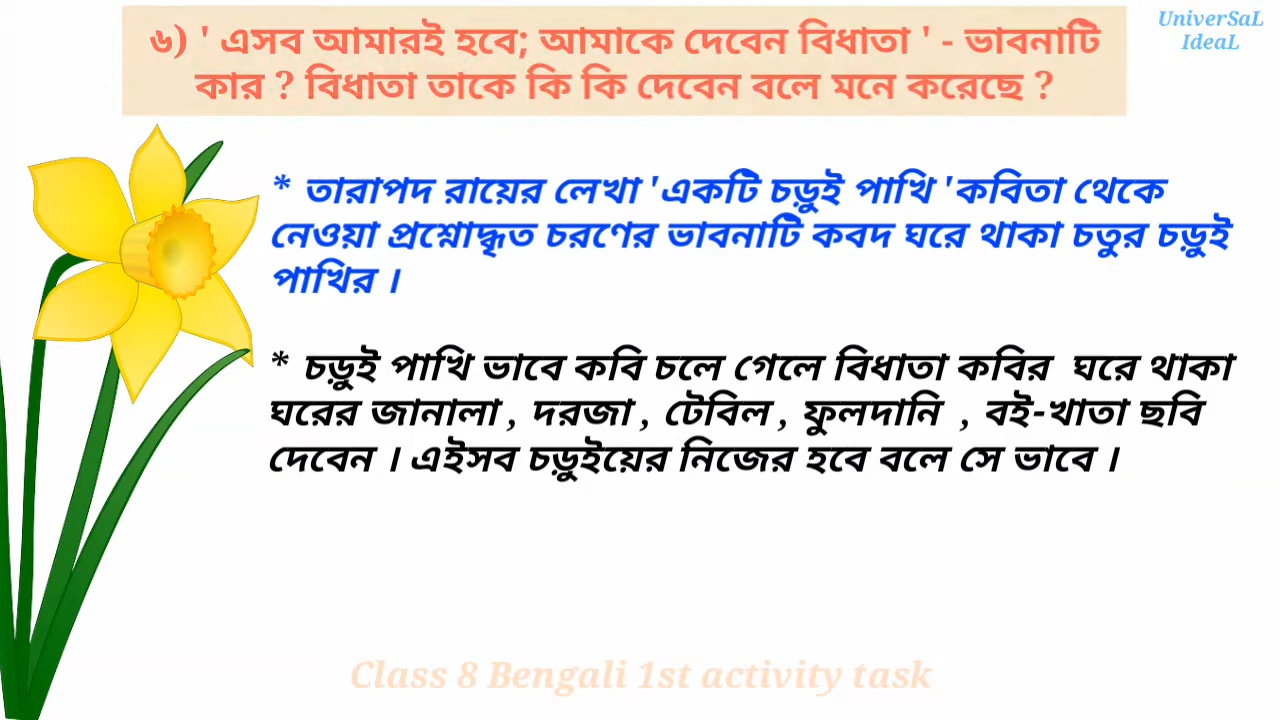 UniverSaL
IdeaL
৬) ' এসব আমারই হবে; আমাকে দেবেন বিধাতা ' - ভাবনাটি
কার ? বিধাতা তাকে কি কি দেবেন বলে মনে করেছে ?
* তারাপদ রায়ের লেখা 'একটি চড়ুই পাখি 'কবিতা থেকে
নেওয়া প্রশ্নোদ্ধৃত চরণের ভাবনাটি কবদ ঘরে থাকা চতুর চড়ুই
পাখির ।
* চড়ুই পাখি ভাবে কবি চলে গেলে বিধাতা কবির ঘরে থাকা
ঘরের জানালা , দরজা , টেবিল , ফুলদানি , বই-খাতা ছবি
দেবেন । এইসব চড়ুইয়ের নিজের হবে বলে সে ভাবে ।
Class 8 Bengali 1st activity task